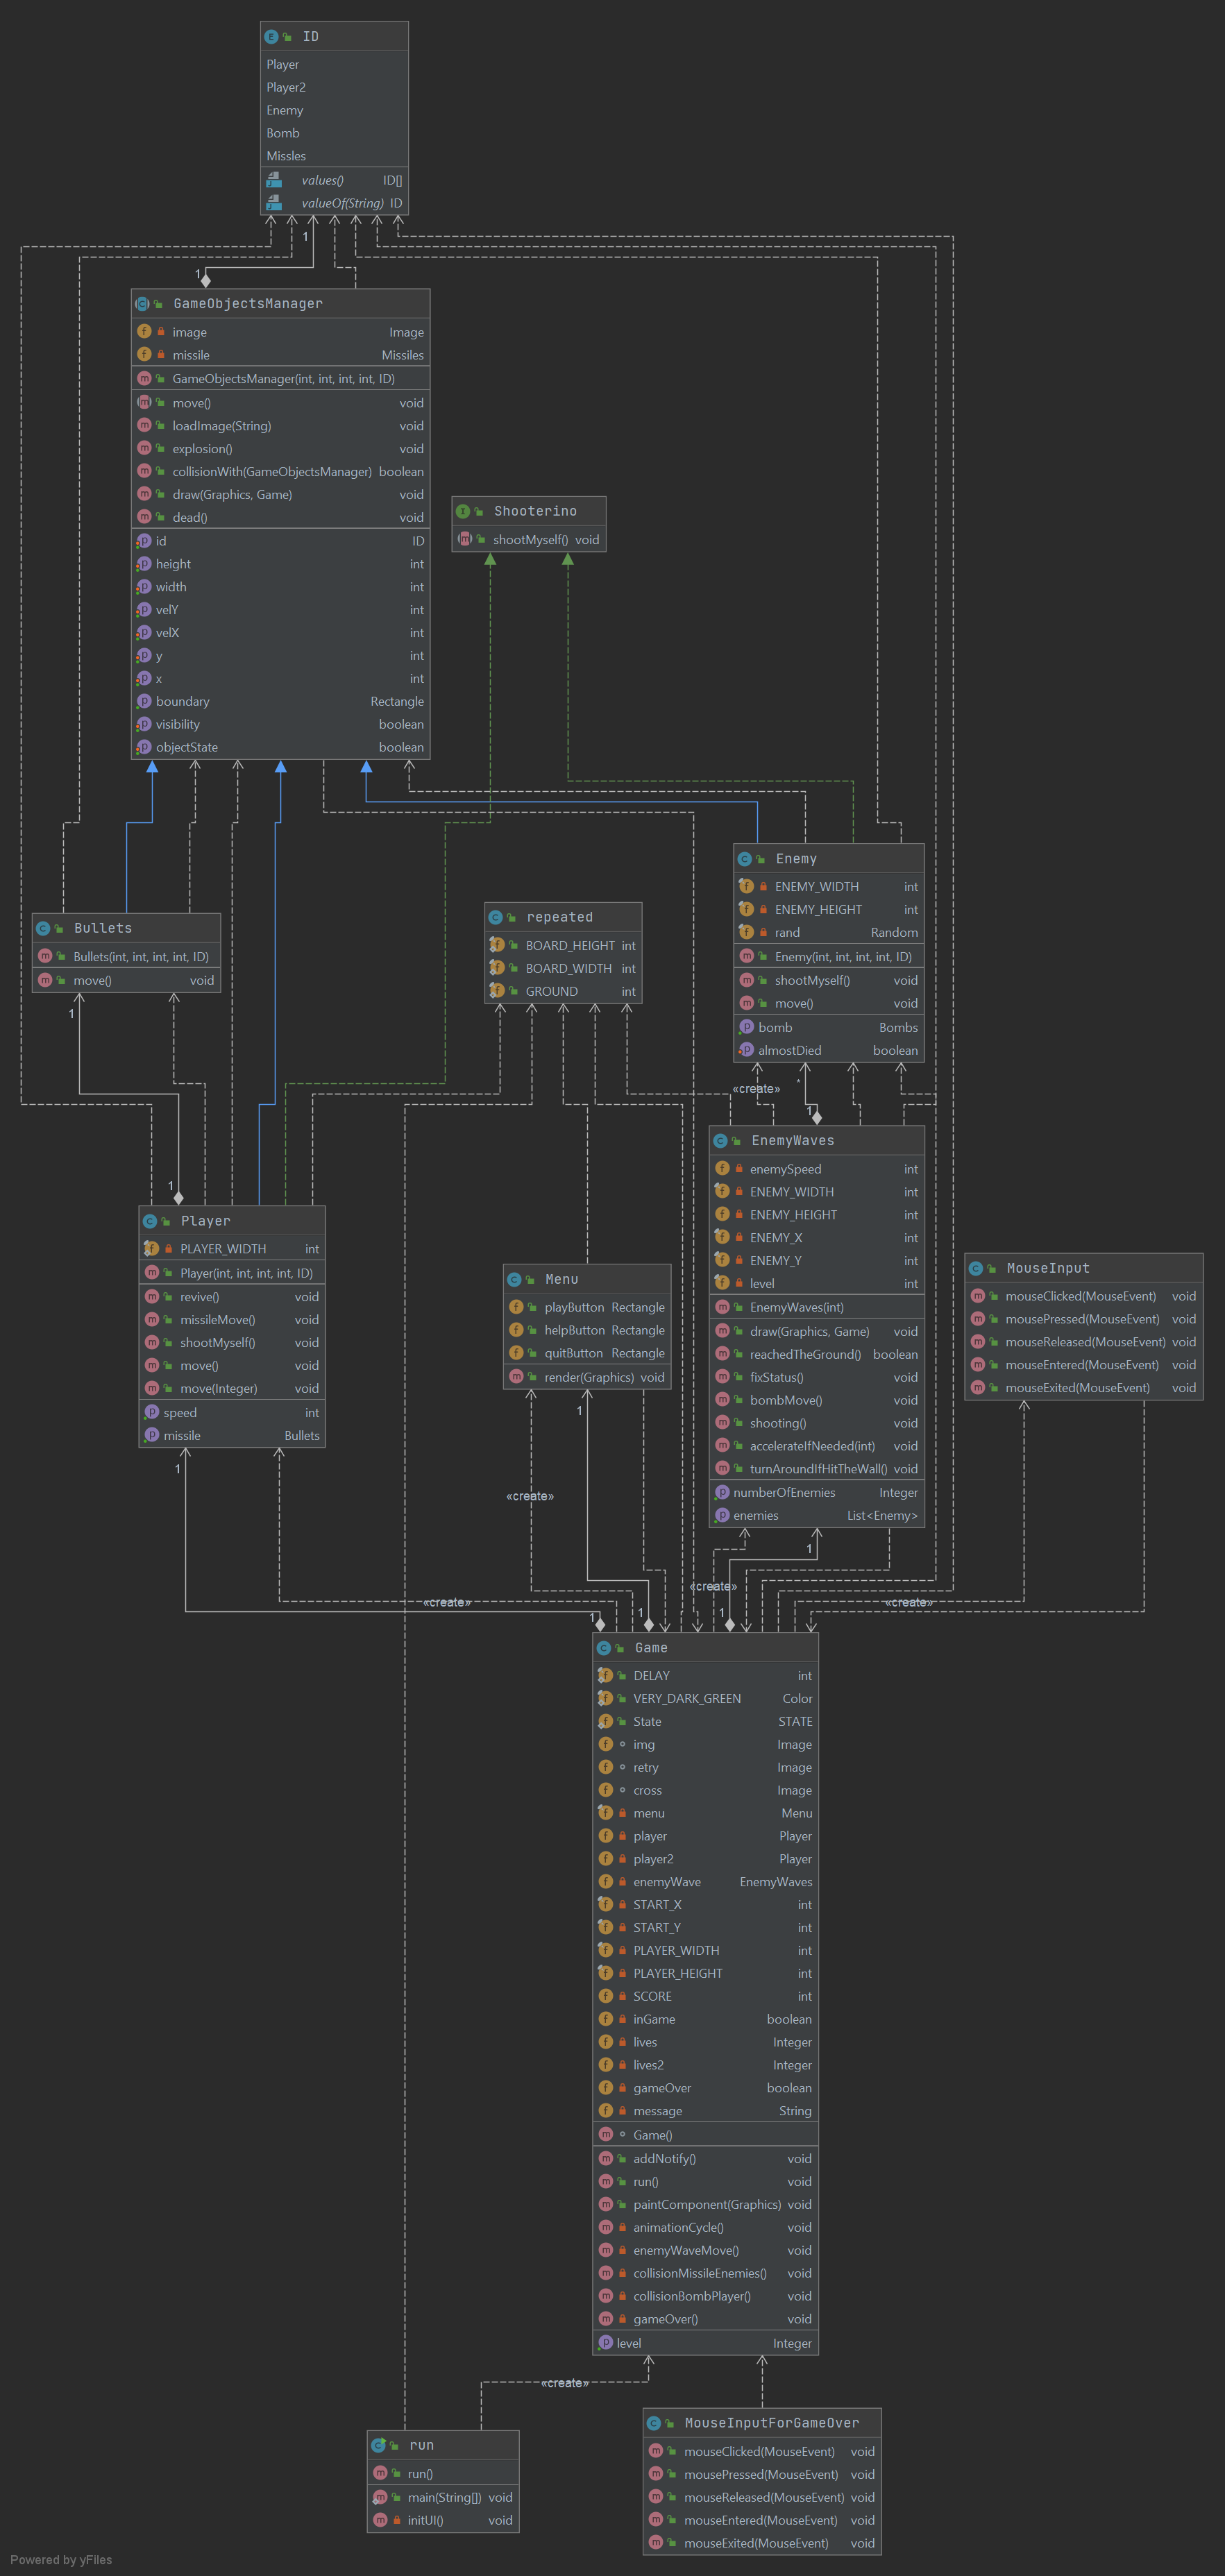 ID
Player
Player2
Enemy
Bomb
Missles
values() ID[]
valueOf(String) ID
1
1
GameObjectsManager
image Image
missile Missiles
GameObjectsManager(int, int, int, int, ID)
move() void
loadImage(String) void
explosion() void
collisionWith(GameObjectsManager) boolean
draw(Graphics, Game) void
dead() void
id ID
height int
width int
velY int
velX int
y int
x int
boundary Rectangle
visibility boolean
objectState boolean
Shooterino
shootMyself() void
Enemy
ENEMY_WIDTH int
ENEMY_HEIGHT int
rand Random
Enemy(int, int, int, int, ID)
shootMyself() void
move() void
bomb Bombs
almostDied boolean
Bullets
Bullets(int, int, int, int, ID)
move() void
1
1
repeated
BOARD_HEIGHT int
BOARD_WIDTH int
GROUND int
«create»
*
1
EnemyWaves
enemySpeed int
ENEMY_WIDTH int
ENEMY_HEIGHT int
ENEMY_X int
ENEMY_Y int
level int
EnemyWaves(int)
draw(Graphics, Game) void
reachedTheGround() boolean
fixStatus() void
bombMove() void
shooting() void
accelerateIfNeeded(int) void
turnAroundIfHitTheWall() void
numberOfEnemies Integer
enemies List<Enemy>
Player
PLAYER_WIDTH int
Player(int, int, int, int, ID)
revive() void
missileMove() void
shootMyself() void
move() void
move(Integer) void
speed int
missile Bullets
Menu
playButton Rectangle
helpButton Rectangle
quitButton Rectangle
render(Graphics) void
MouseInput
mouseClicked(MouseEvent) void
mousePressed(MouseEvent) void
mouseReleased(MouseEvent) void
mouseEntered(MouseEvent) void
mouseExited(MouseEvent) void
1
1
«create»
1
«create»
«create»
«create»
1
1
1
Game
DELAY int
VERY_DARK_GREEN Color
State STATE
img Image
retry Image
cross Image
menu Menu
player Player
player2 Player
enemyWave EnemyWaves
START_X int
START_Y int
PLAYER_WIDTH int
PLAYER_HEIGHT int
SCORE int
inGame boolean
lives Integer
lives2 Integer
gameOver boolean
message String
Game()
addNotify() void
run() void
paintComponent(Graphics) void
animationCycle() void
enemyWaveMove() void
collisionMissileEnemies() void
collisionBombPlayer() void
gameOver() void
level Integer
«create»
run
run()
main(String[]) void
initUI() void
MouseInputForGameOver
mouseClicked(MouseEvent) void
mousePressed(MouseEvent) void
mouseReleased(MouseEvent) void
mouseEntered(MouseEvent) void
mouseExited(MouseEvent) void
Powered by yFiles